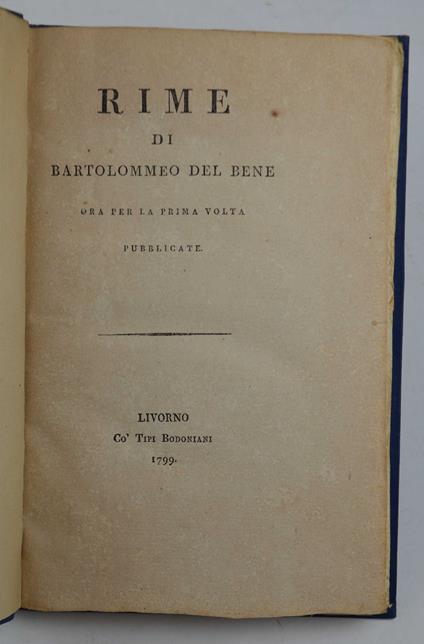 RIME
DI
BARTOLOMMEO DEL BENE
ORA PER LA PRIMA VOLTA
PUBBLICATE.
LIVORNO
Co' Tipi Bodoniani
1799.